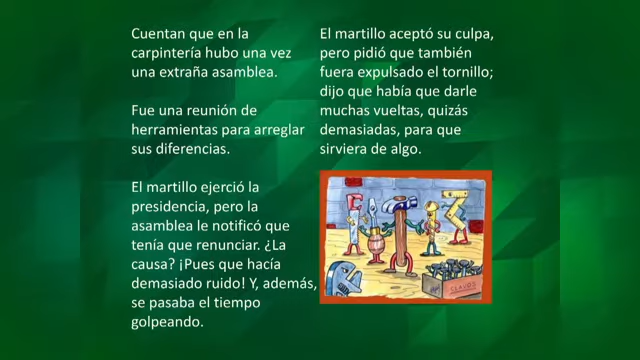 Cuentan que en la
carpintería hubo una vez
una extraña asamblea.
Fue una reunión de
herramientas para arreglar
sus diferencias.
El martillo ejerció la
presidencia, pero la
asamblea le notificó que
tenía que renunciar. ¿La
causa? ¡Pues que hacía
demasiado ruido! Y, además,
se pasaba el tiempo
golpeando.
El martillo aceptó su culpa,
pero pidió que también
fuera expulsado el tornillo;
dijo que había que darle
muchas vueltas, quizás
demasiadas, para que
sirviera de algo.
CLAVOS